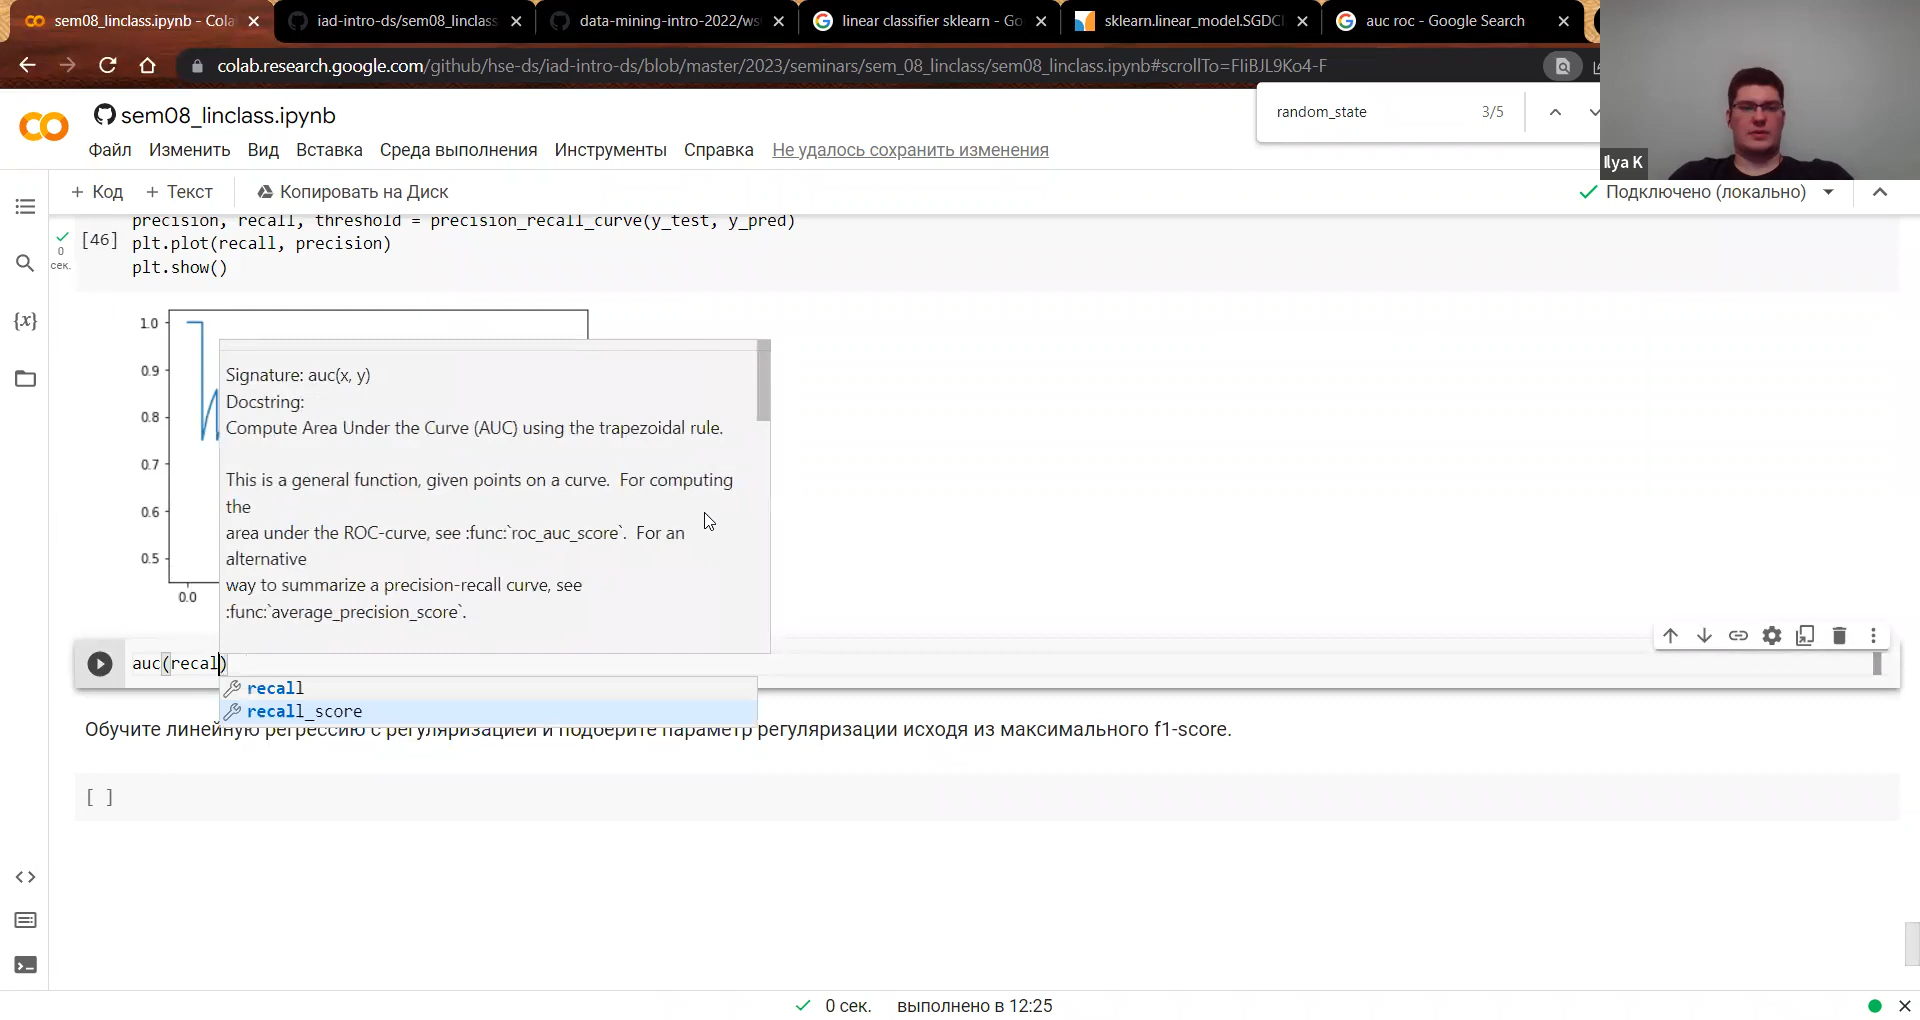 sem08_linclass.ipynb - Cola
iad-intro-ds/sem08_linclass
data-mining-intro-2022/ws
linear classifier sklearn - Go
sklearn.linear_model.SGDCl
auc roc - Google Search
colab.research.google.com/github/hse-ds/iad-intro-ds/blob/master/2023/seminars/sem_08_linclass/sem08_linclass.ipynb#scrollTo=FIiBJL9Ko4-F
random_state 3/5
sem08_linclass.ipynb
Файл Изменить Вид Вставка Среда выполнения Инструменты Справка Не удалось сохранить изменения
Ilya K
+ Код + Текст Копировать на Диск
Подключено (локально)
precision, recall, threshold = precision_recall_curve(y_test, y_pred)
[46] plt.plot(recall, precision)
0
сек.
plt.show()
{x}
1.0
0.9
0.8
0.7
0.6
0.5
0.0
Signature: auc(x, y)
Docstring:
Compute Area Under the Curve (AUC) using the trapezoidal rule.
This is a general function, given points on a curve. For computing
the
area under the ROC-curve, see :func:`roc_auc_score`. For an
alternative
way to summarize a precision-recall curve, see
:func:`average_precision_score`.
auc(recal)
recall
recall_score
Обучите линейную регрессию с регуляризацией и подберите параметр регуляризации исходя из максимального f1-score.
[ ]
0 сек. выполнено в 12:25